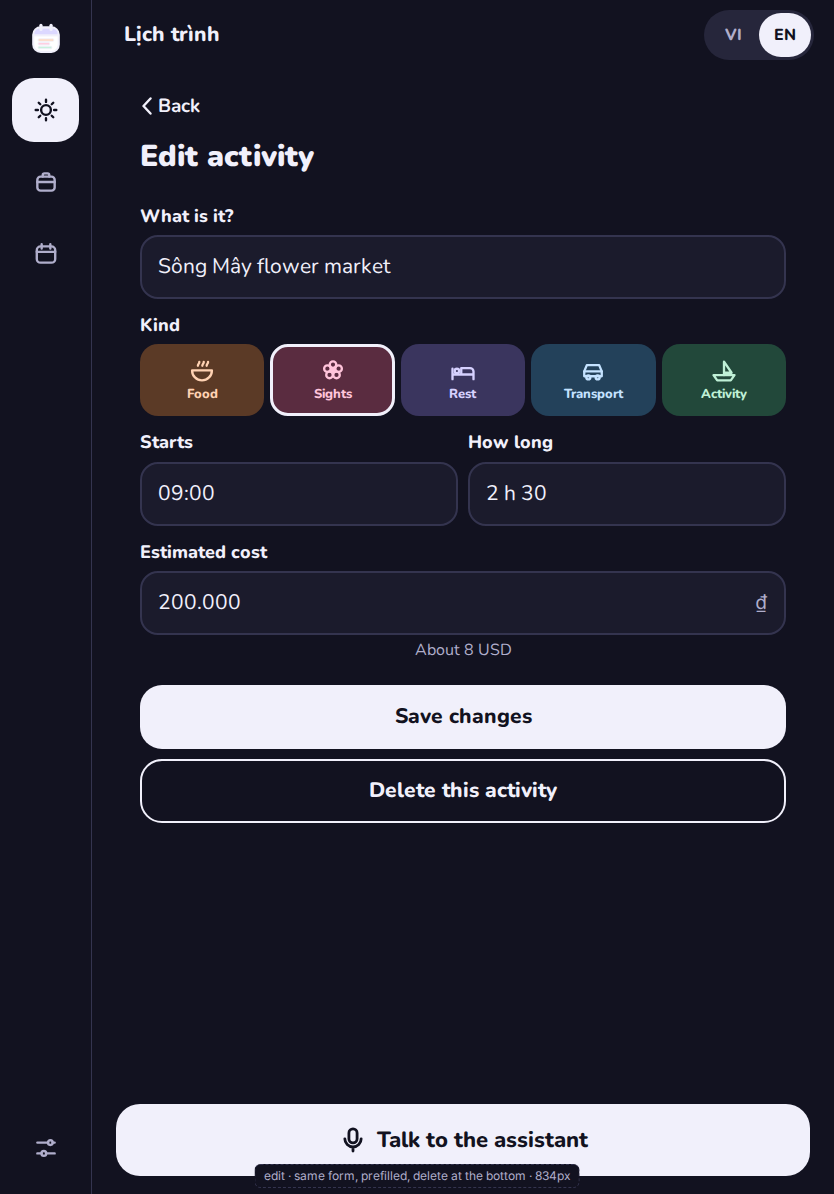 Lịch trình
VI
EN
Back
Edit activity
What is it?
Sông Mây flower market
Kind
Food
Sights
Rest
Transport
Activity
Starts
How long
09:00
2 h 30
Estimated cost
200.000
₫
About 8 USD
Save changes
Delete this activity
Talk to the assistant
edit · same form, prefilled, delete at the bottom · 834px